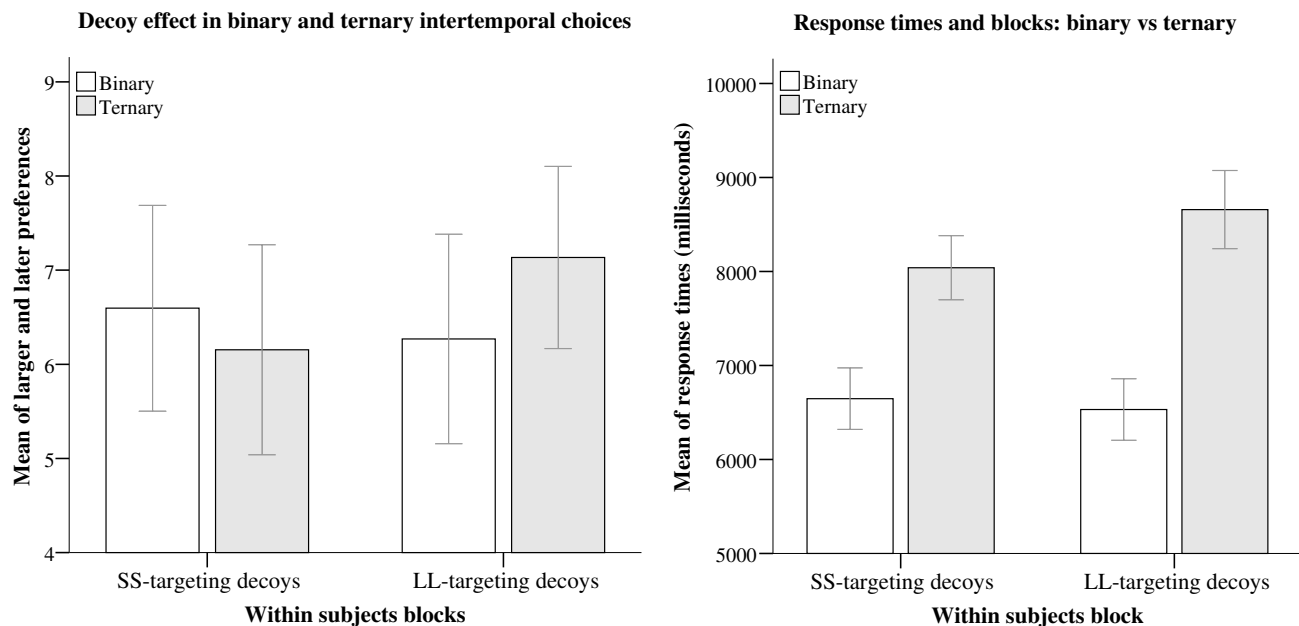 Decoy effect in binary and ternary intertemporal choices
Binary
Ternary
Mean of larger and later preferences
9
8
7
6
5
4
SS-targeting decoys
LL-targeting decoys
Within subjects blocks
Response times and blocks: binary vs ternary
Binary
Ternary
Mean of response times (milliseconds)
10000
9000
8000
7000
6000
5000
SS-targeting decoys
LL-targeting decoys
Within subjects block